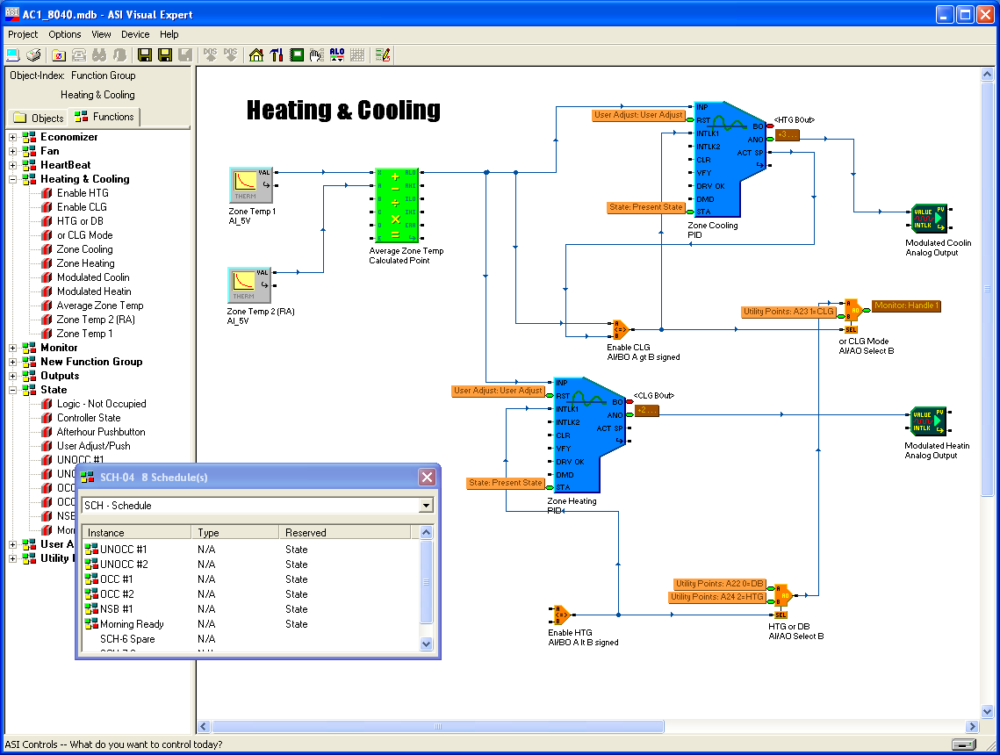 AC1_8040.mdb - ASI Visual Expert
Project Options View Device Help
Object-Index: Function Group
Heating & Cooling
Objects Functions
Economizer
Fan
HeartBeat
Heating & Cooling
Enable HTG
Enable CLG
HTG or DB
or CLG Mode
Zone Cooling
Zone Heating
Modulated Coolin
Modulated Heatin
Average Zone Temp
Zone Temp 2 (RA)
Zone Temp 1
Monitor
New Function Group
Outputs
State
Logic - Not Occupied
Controller State
Afterhour Pushbutton
User Adjust/Push
UNOCC #1
UNO
OCC
OCC
NSB
Mor
User A
Utility
SCH-04 8 Schedule(s)
SCH - Schedule
Instance Type Reserved
UNOCC #1 N/A State
UNOCC #2 N/A State
OCC #1 N/A State
OCC #2 N/A State
NSB #1 N/A State
Morning Ready N/A State
SCH-6 Spare N/A
Heating & Cooling
VAL
THERM
Zone Temp 1
AI_5V
VAL
THERM
Zone Temp 2 (RA)
AI_5V
ALO
AHI
ILO
IHI
ERR
Average Zone Temp
Calculated Point
User Adjust: User Adjust
State: Present State
INP
RST
INTLK1
INTLK2
CLR
VFY
DRV OK
DMD
STA
BO
ANO
ACT SP
<HTG BOut>
+3...
Zone Cooling
PID
VALUE PV
INTLK
Modulated Coolin
Analog Output
Utility Points: A23 1=CLG
A
B
AO
SEL
Monitor: Handle 1
or CLG Mode
AI/AO Select B
A
<=>
B
Enable CLG
AI/BO A gt B signed
User Adjust: User Adjust
State: Present State
INP
RST
INTLK1
INTLK2
CLR
VFY
DRV OK
DMD
STA
BO
ANO
ACT SP
<CLG BOut>
+2...
Zone Heating
PID
VALUE PV
INTLK
Modulated Heatin
Analog Output
Utility Points: A22 0=DB
Utility Points: A24 2=HTG
A
B
AO
SEL
HTG or DB
AI/AO Select B
A
<=>
B
Enable HTG
AI/BO A lt B signed
ASI Controls -- What do you want to control today?